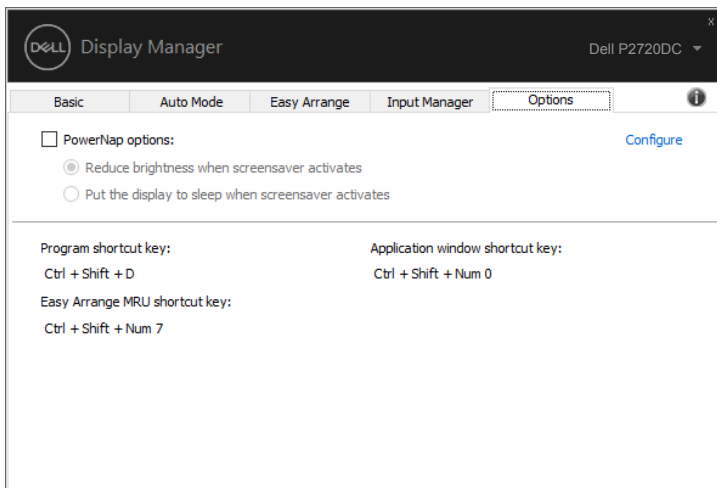 DELL Display Manager
x
Dell P2720DC
Basic Auto Mode Easy Arrange Input Manager Options i
PowerNap options: Configure
Reduce brightness when screensaver activates
Put the display to sleep when screensaver activates
Program shortcut key: Application window shortcut key:
Ctrl + Shift + D Ctrl + Shift + Num 0
Easy Arrange MRU shortcut key:
Ctrl + Shift + Num 7